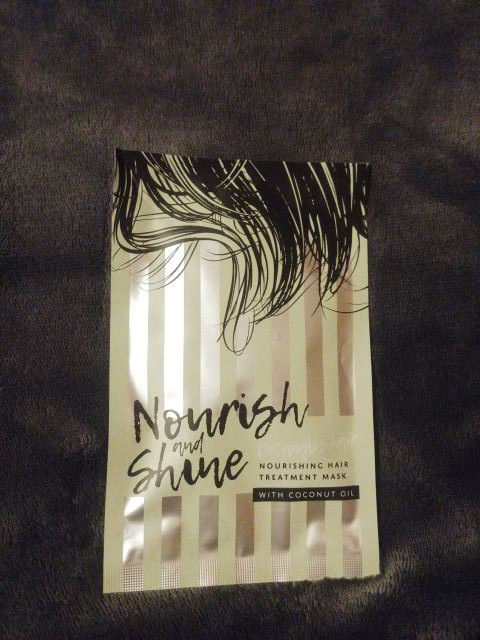 Nourish
and
Shine
NOURISHING HAIR
TREATMENT MASK
WITH COCONUT OIL